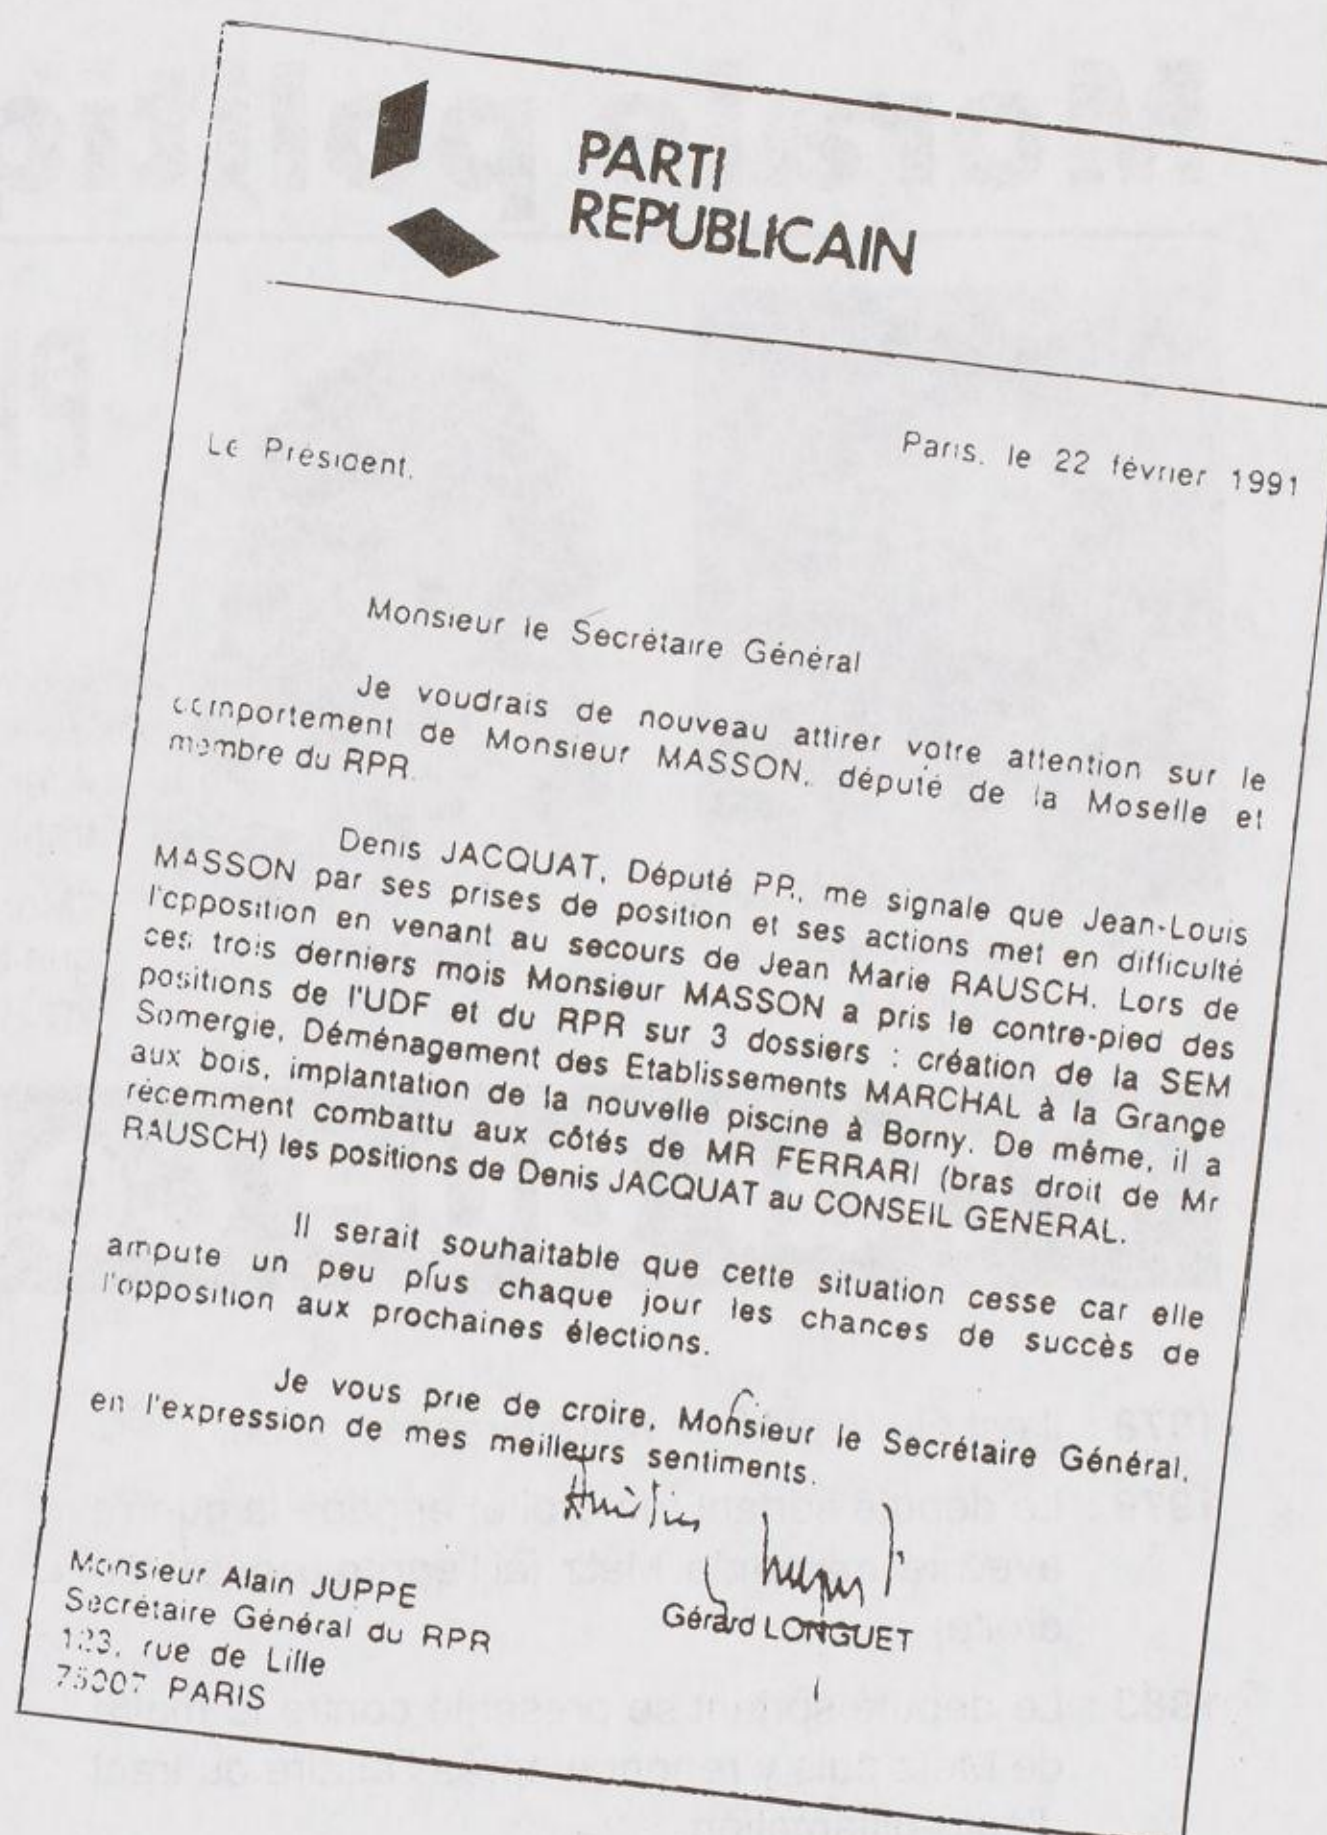 PARTI
REPUBLICAIN
Le Président,
Paris, le 22 février 1991
Monsieur le Secrétaire Général
Je voudrais de nouveau attirer votre attention sur le
comportement de Monsieur MASSON, député de la Moselle et
membre du RPR.
Denis JACQUAT, Député PR, me signale que Jean-Louis
MASSON par ses prises de position et ses actions met en difficulté
l'opposition en venant au secours de Jean Marie RAUSCH. Lors de
ces trois derniers mois Monsieur MASSON a pris le contre-pied des
positions de l'UDF et du RPR sur 3 dossiers : création de la SEM
Somergie, Déménagement des Etablissements MARCHAL à la Grange
aux bois, implantation de la nouvelle piscine à Borny. De même, il a
récemment combattu aux côtés de MR FERRARI (bras droit de Mr
RAUSCH) les positions de Denis JACQUAT au CONSEIL GENERAL.
Il serait souhaitable que cette situation cesse car elle
ampute un peu plus chaque jour les chances de succès de
l'opposition aux prochaines élections.
Je vous prie de croire, Monsieur le Secrétaire Général,
en l'expression de mes meilleurs sentiments.
Gérard LONGUET
Monsieur Alain JUPPE
Secrétaire Général du RPR
123, rue de Lille
75007 PARIS